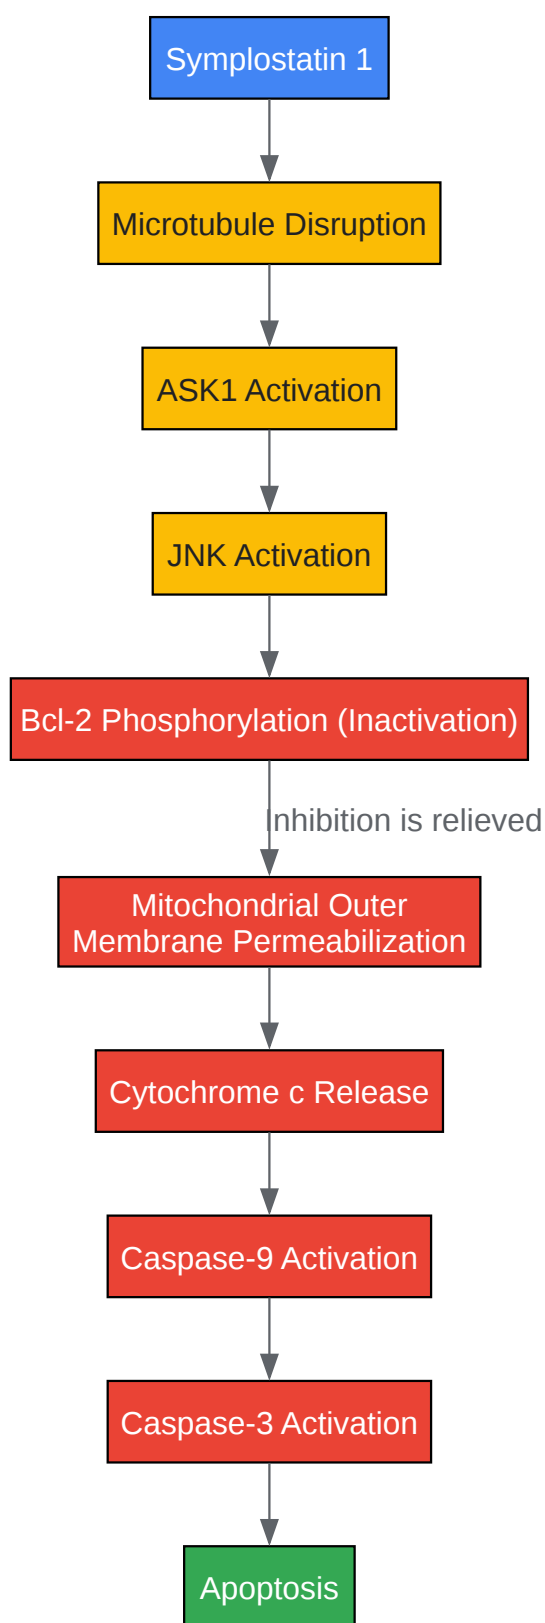 Symplostatin 1
Microtubule Disruption
ASK1 Activation
JNK Activation
Bcl-2 Phosphorylation (Inactivation)
Inhibition is relieved
Mitochondrial Outer
Membrane Permeabilization
Cytochrome c Release
Caspase-9 Activation
Caspase-3 Activation
Apoptosis